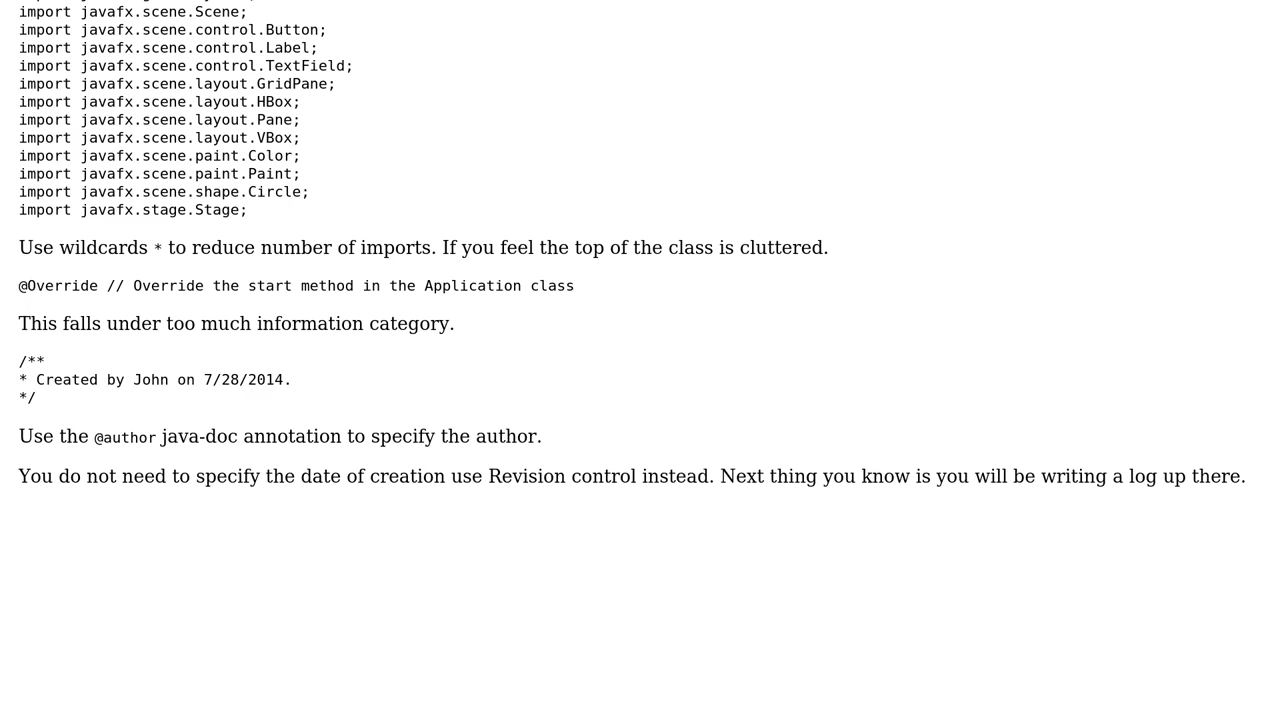 import javafx.scene.Scene;
import javafx.scene.control.Button;
import javafx.scene.control.Label;
import javafx.scene.control.TextField;
import javafx.scene.layout.GridPane;
import javafx.scene.layout.HBox;
import javafx.scene.layout.Pane;
import javafx.scene.layout.VBox;
import javafx.scene.paint.Color;
import javafx.scene.paint.Paint;
import javafx.scene.shape.Circle;
import javafx.stage.Stage;
Use wildcards * to reduce number of imports. If you feel the top of the class is cluttered.
@Override // Override the start method in the Application class
This falls under too much information category.
/**
* Created by John on 7/28/2014.
*/
Use the @author java-doc annotation to specify the author.
You do not need to specify the date of creation use Revision control instead. Next thing you know is you will be writing a log up there.